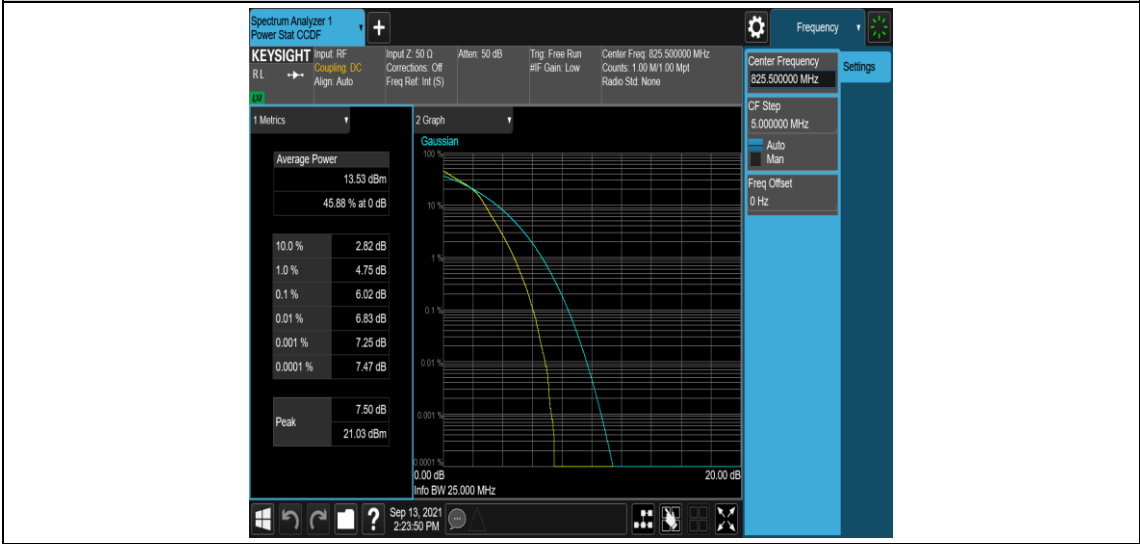 Spectrum Analyzer 1
Power Stat CCDF
+
Frequency
KEYSIGHT
RL
LM
Input: RF
Coupling: DC
Align: Auto
Input Z: 50 Ω
Corrections: Off
Freq Ref: Int (S)
Atten: 50 dB
Trig: Free Run
#IF Gain: Low
Center Freq: 825.500000 MHz
Counts: 1.00 M/1.00 Mpt
Radio Std: None
Center Frequency
825.500000 MHz
Settings
CF Step
5.000000 MHz
Auto
Man
Freq Offset
0 Hz
1 Metrics
Average Power
13.53 dBm
45.88 % at 0 dB
10.0 % 2.82 dB
1.0 % 4.75 dB
0.1 % 6.02 dB
0.01 % 6.83 dB
0.001 % 7.25 dB
0.0001 % 7.47 dB
Peak
7.50 dB
21.03 dBm
2 Graph
Gaussian
100 %
10 %
1 %
0.1 %
0.01 %
0.001 %
0.0001 %
0.00 dB
20.00 dB
Info BW 25.000 MHz
?
Sep 13, 2021
2:23:50 PM